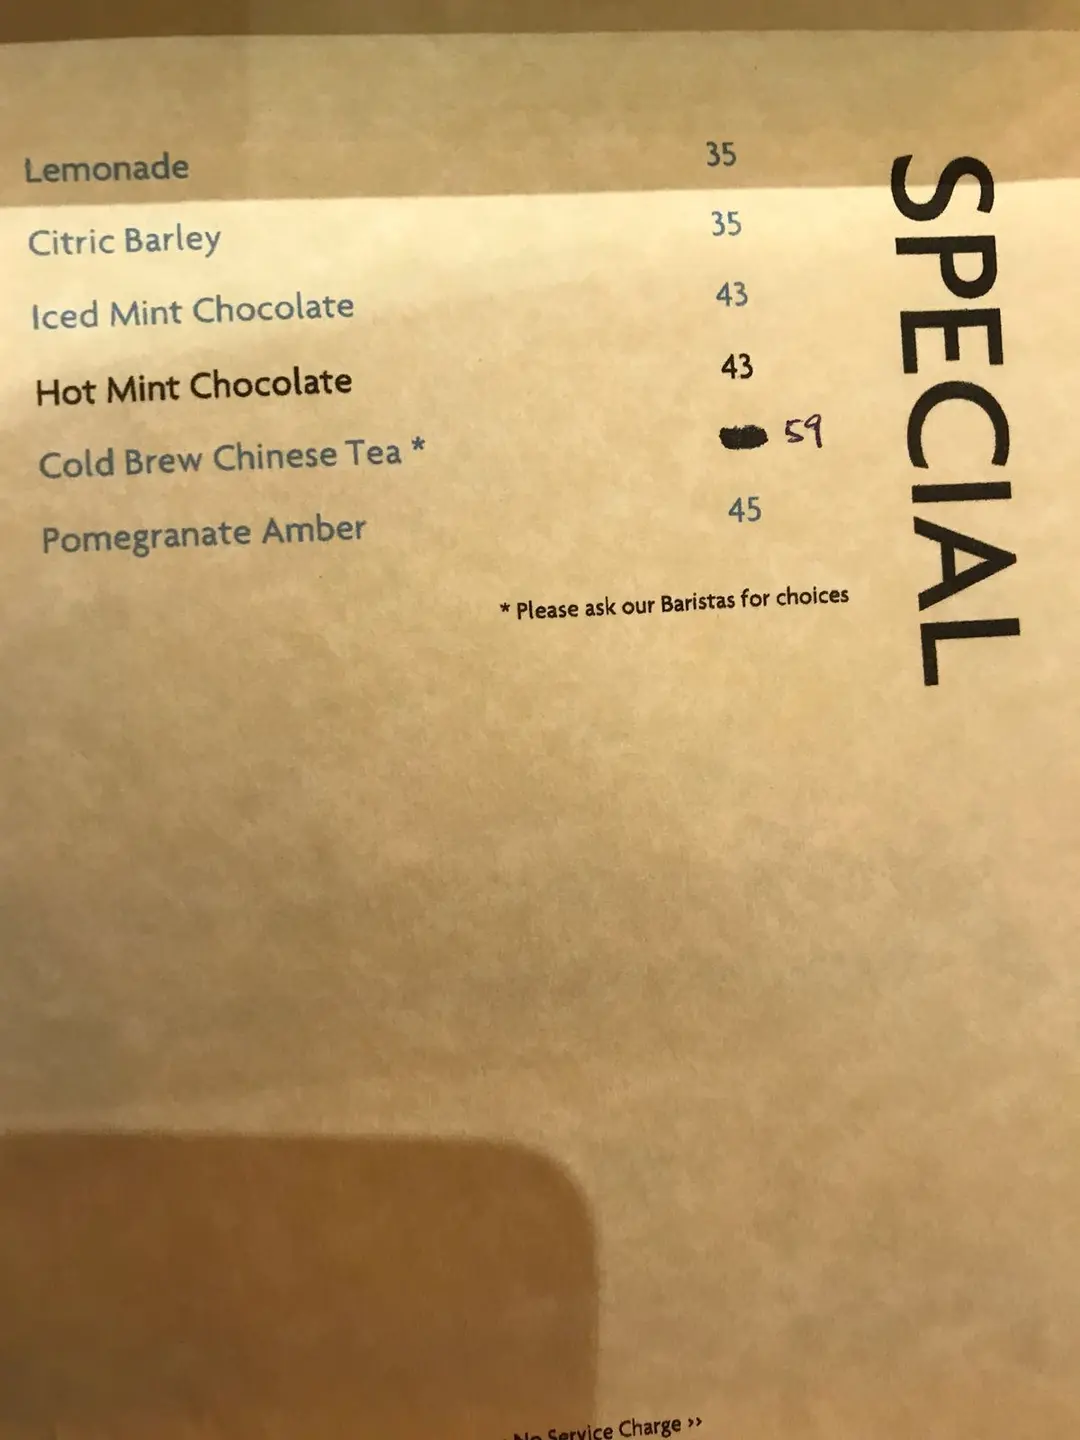 Lemonade 35
Citric Barley 35
Iced Mint Chocolate 43
Hot Mint Chocolate 43
Cold Brew Chinese Tea * 59
Pomegranate Amber 45
* Please ask our Baristas for choices
SPECIAL
No Service Charge >>